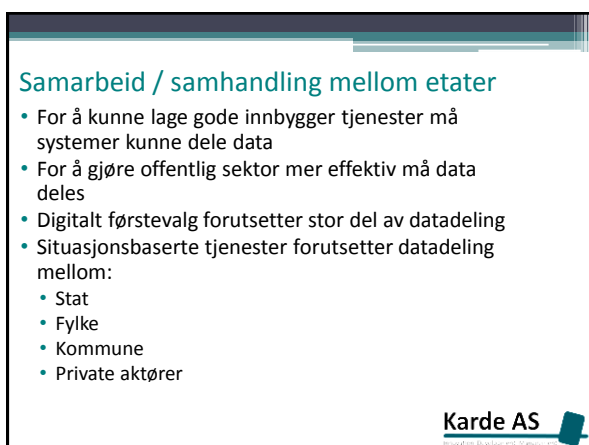 Samarbeid / samhandling mellom etater
• For å kunne lage gode innbygger tjenester må
systemer kunne dele data
• For å gjøre offentlig sektor mer effektiv må data
deles
• Digitalt førstevalg forutsetter stor del av datadeling
• Situasjonsbaserte tjenester forutsetter datadeling
mellom:
• Stat
• Fylke
• Kommune
• Private aktører
Karde AS